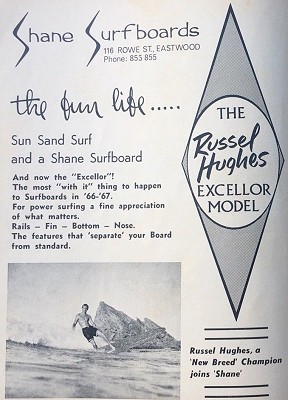 Shane Surfboards
116 ROWE ST., EASTWOOD
Phone: 855 855
the fun life.....
Sun Sand Surf
and a Shane Surfboard
And now the "Excellor"!
The most "with it" thing to happen
to Surfboards in '66-'67.
For power surfing a fine appreciation
of what matters.
Rails – Fin – Bottom – Nose.
The features that 'separate' your Board
from standard.
THE
Russel
Hughes
EXCELLOR
MODEL
Russel Hughes, a
'New Breed' Champion
joins 'Shane'